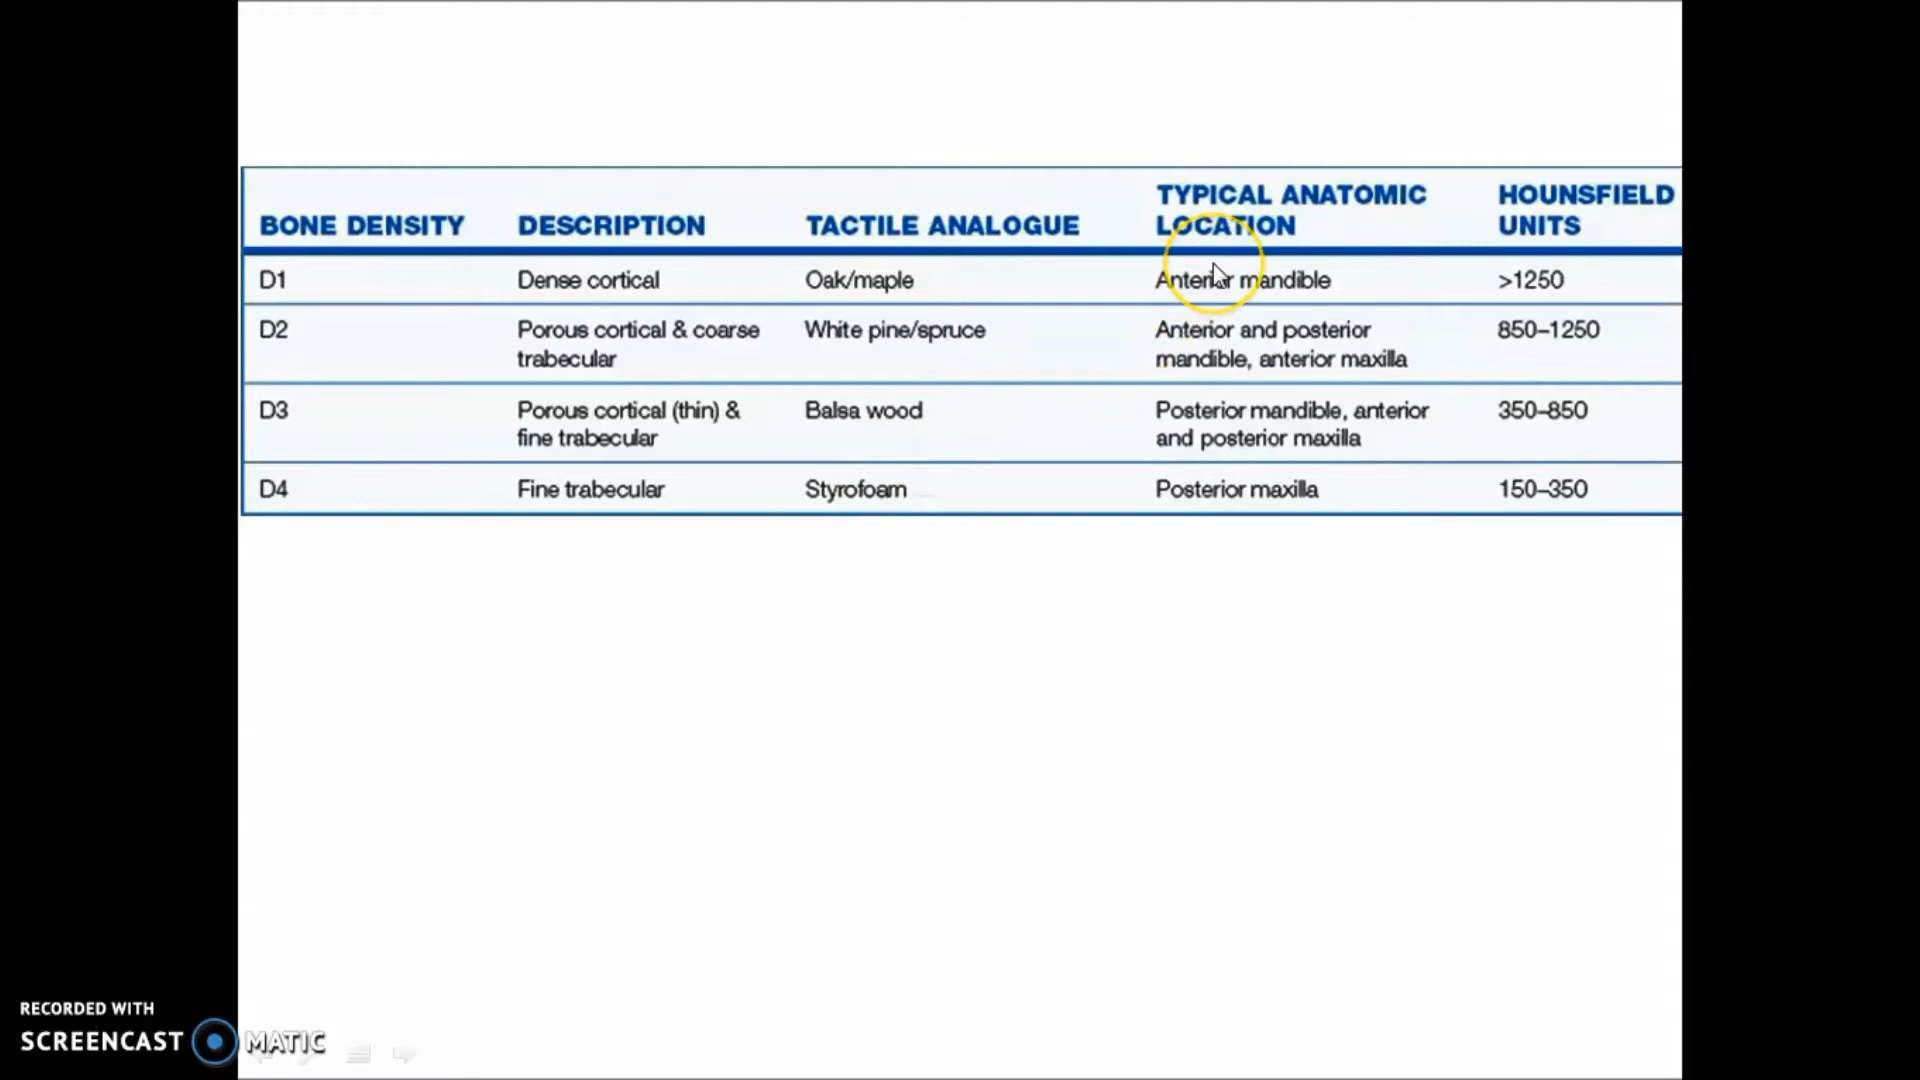 TYPICAL ANATOMIC HOUNSFIELD
BONE DENSITY DESCRIPTION TACTILE ANALOGUE LOCATION UNITS
D1 Dense cortical Oak/maple Anterior mandible >1250
D2 Porous cortical & coarse White pine/spruce Anterior and posterior 850–1250
trabecular mandible, anterior maxilla
D3 Porous cortical (thin) & Balsa wood Posterior mandible, anterior 350–850
fine trabecular and posterior maxilla
D4 Fine trabecular Styrofoam Posterior maxilla 150–350
RECORDED WITH
SCREENCAST MATIC